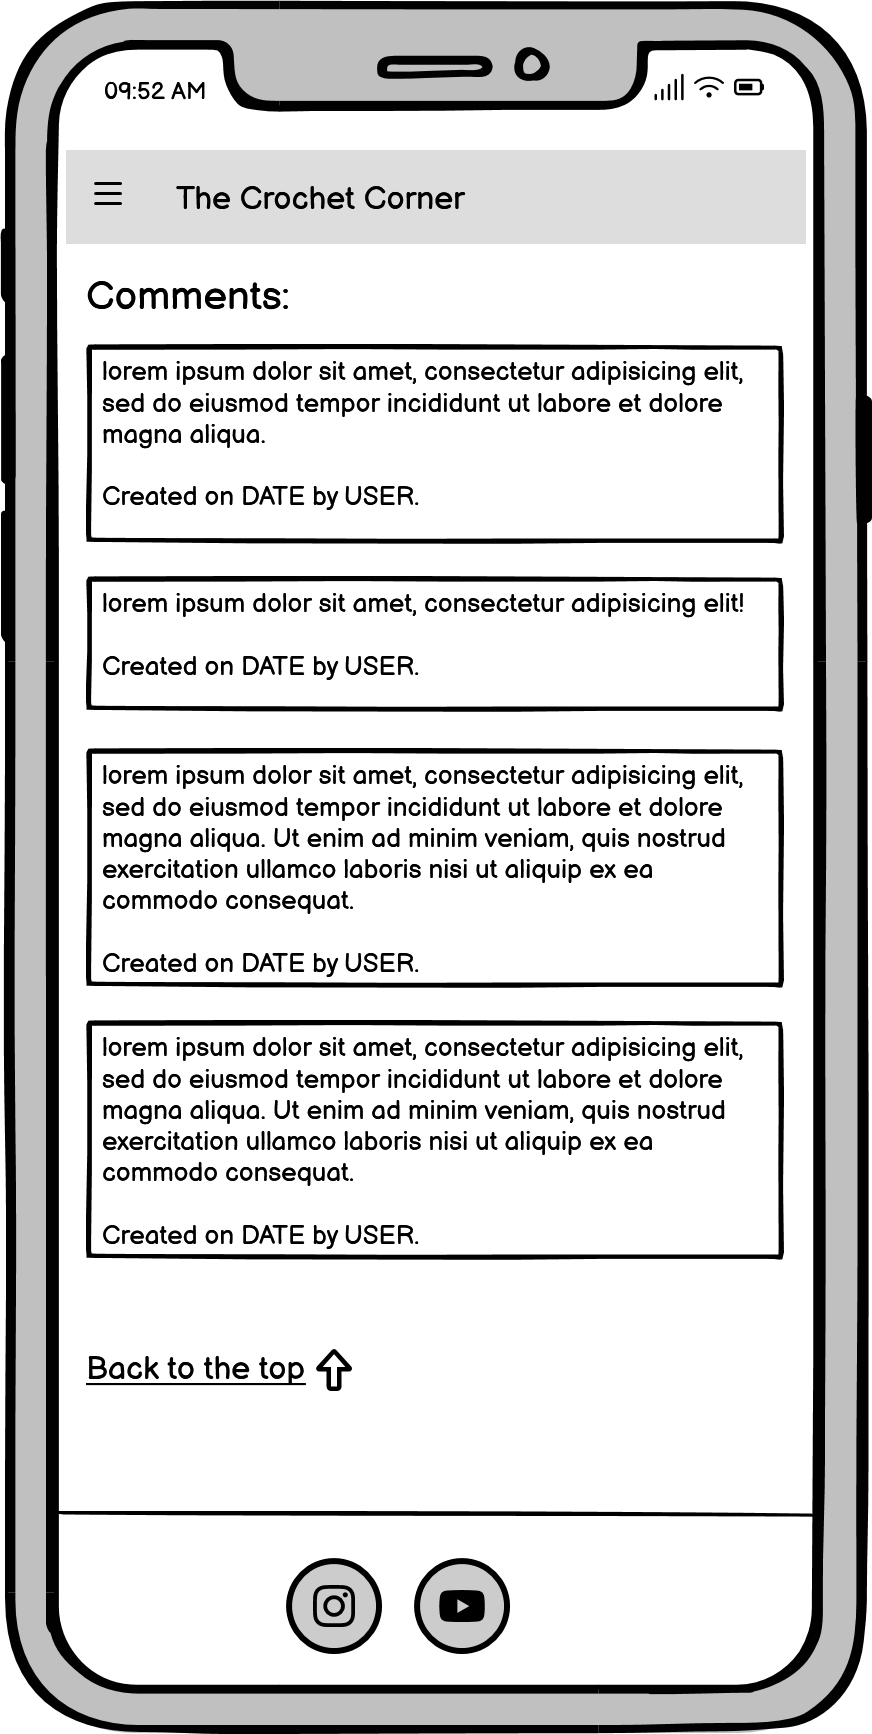 09:52 AM
The Crochet Corner
Comments:
lorem ipsum dolor sit amet, consectetur adipisicing elit,
sed do eiusmod tempor incididunt ut labore et dolore
magna aliqua.
Created on DATE by USER.
lorem ipsum dolor sit amet, consectetur adipisicing elit!
Created on DATE by USER.
lorem ipsum dolor sit amet, consectetur adipisicing elit,
sed do eiusmod tempor incididunt ut labore et dolore
magna aliqua. Ut enim ad minim veniam, quis nostrud
exercitation ullamco laboris nisi ut aliquip ex ea
commodo consequat.
Created on DATE by USER.
lorem ipsum dolor sit amet, consectetur adipisicing elit,
sed do eiusmod tempor incididunt ut labore et dolore
magna aliqua. Ut enim ad minim veniam, quis nostrud
exercitation ullamco laboris nisi ut aliquip ex ea
commodo consequat.
Created on DATE by USER.
Back to the top